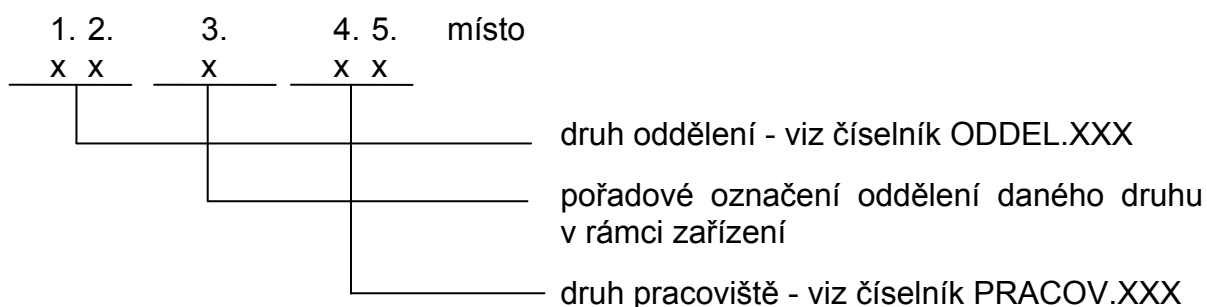 1. 2. 3. 4. 5. místo
x x x x x
druh oddělení - viz číselník ODDEL.XXX
pořadové označení oddělení daného druhu
v rámci zařízení
druh pracoviště - viz číselník PRACOV.XXX